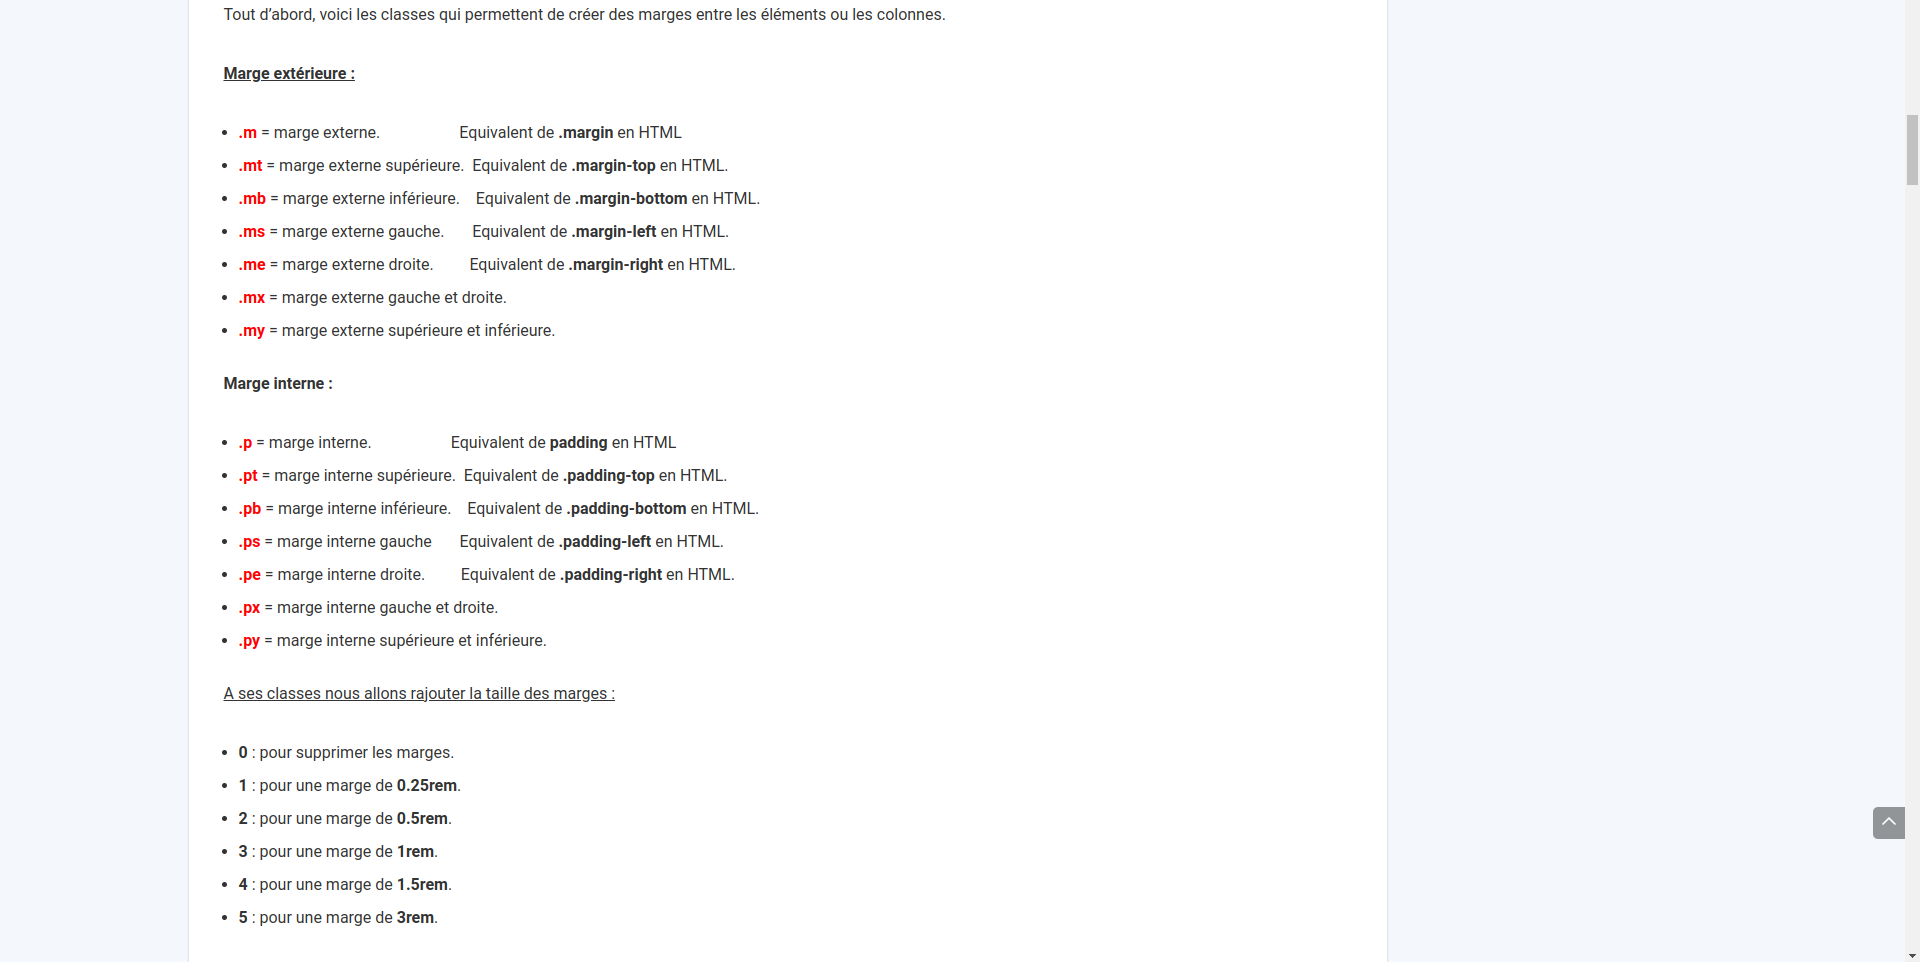 Tout d’abord, voici les classes qui permettent de créer des marges entre les éléments ou les colonnes.
Marge extérieure :
.m = marge externe. Equivalent de .margin en HTML
.mt = marge externe supérieure. Equivalent de .margin-top en HTML.
.mb = marge externe inférieure. Equivalent de .margin-bottom en HTML.
.ms = marge externe gauche. Equivalent de .margin-left en HTML.
.me = marge externe droite. Equivalent de .margin-right en HTML.
.mx = marge externe gauche et droite.
.my = marge externe supérieure et inférieure.
Marge interne :
.p = marge interne. Equivalent de padding en HTML
.pt = marge interne supérieure. Equivalent de .padding-top en HTML.
.pb = marge interne inférieure. Equivalent de .padding-bottom en HTML.
.ps = marge interne gauche Equivalent de .padding-left en HTML.
.pe = marge interne droite. Equivalent de .padding-right en HTML.
.px = marge interne gauche et droite.
.py = marge interne supérieure et inférieure.
A ses classes nous allons rajouter la taille des marges :
0 : pour supprimer les marges.
1 : pour une marge de 0.25rem.
2 : pour une marge de 0.5rem.
3 : pour une marge de 1rem.
4 : pour une marge de 1.5rem.
5 : pour une marge de 3rem.